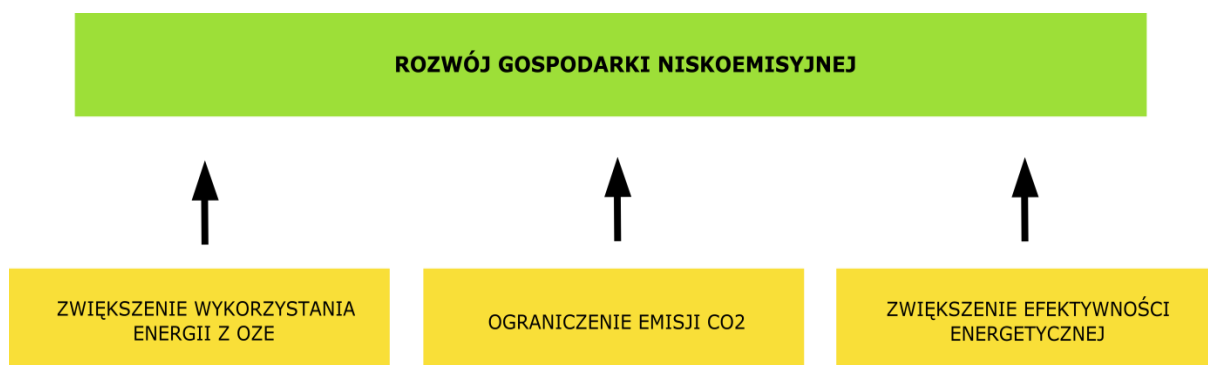 ROZWÓJ GOSPODARKI NISKOEMISYJNEJ
ZWIĘKSZENIE WYKORZYSTANIA
ENERGII Z OZE
OGRANICZENIE EMISJI CO2
ZWIĘKSZENIE EFEKTYWNOŚCI
ENERGETYCZNEJ